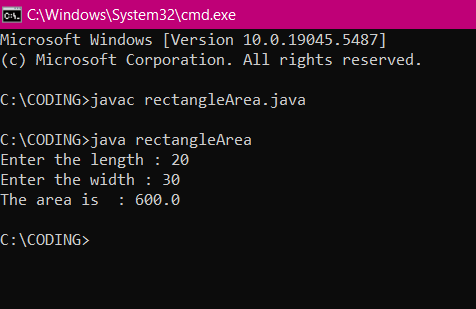 C:\Windows\System32\cmd.exe
Microsoft Windows [Version 10.0.19045.5487]
(c) Microsoft Corporation. All rights reserved.
C:\CODING>javac rectangleArea.java
C:\CODING>java rectangleArea
Enter the length : 20
Enter the width : 30
The area is  : 600.0
C:\CODING>